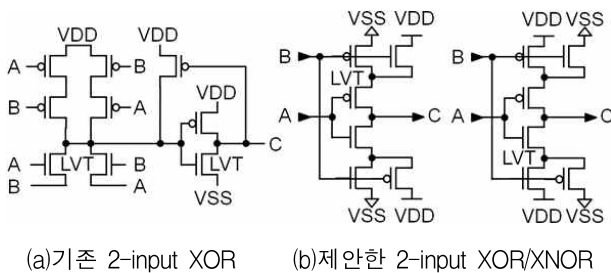 VDD VDD
A B
B A
VDD
A LVT B LVT C
B A
VSS
VSS VDD
B
LVT
A C
VSS VDD
VDD VSS
B
A C
LVT
VDD VSS
(a)기존 2-input XOR (b)제안한 2-input XOR/XNOR